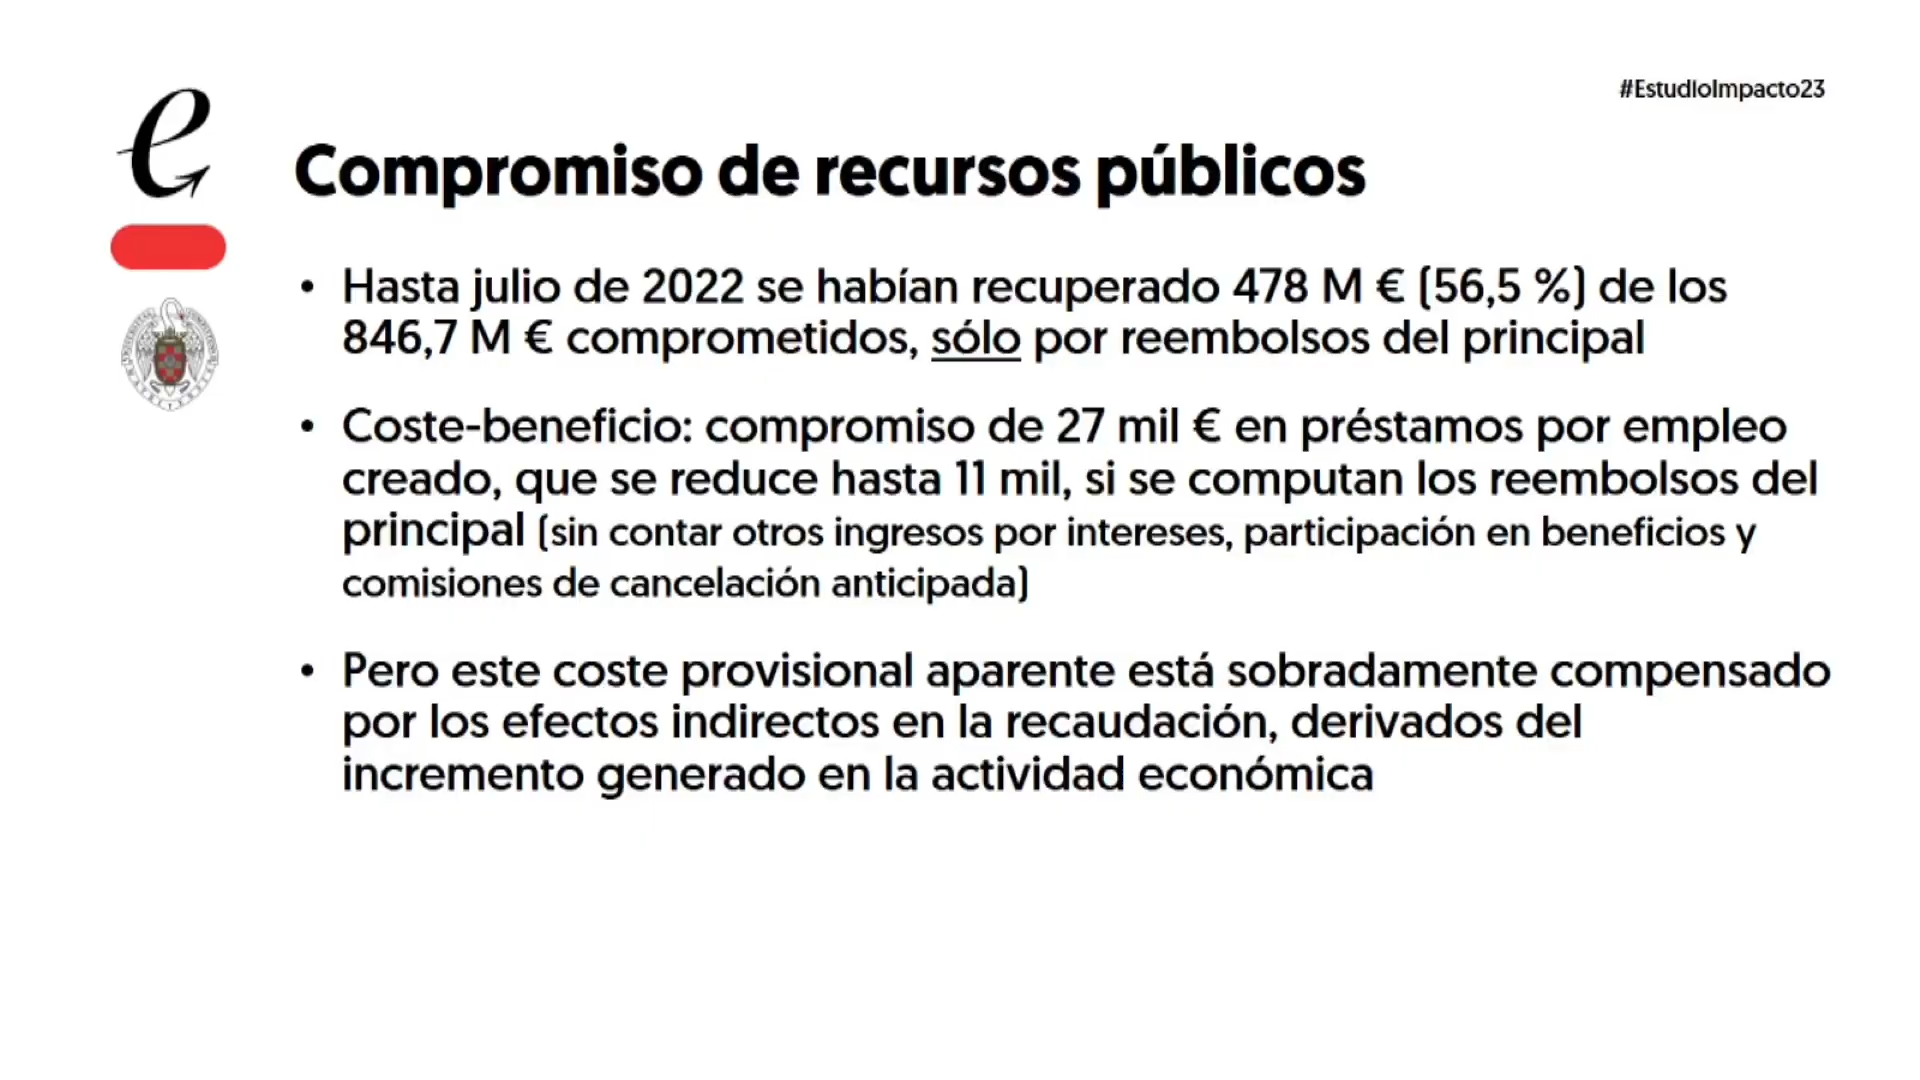 #EstudioImpacto23
Compromiso de recursos públicos
• Hasta julio de 2022 se habían recuperado 478 M € (56,5 %) de los
846,7 M € comprometidos, sólo por reembolsos del principal
• Coste-beneficio: compromiso de 27 mil € en préstamos por empleo
creado, que se reduce hasta 11 mil, si se computan los reembolsos del
principal (sin contar otros ingresos por intereses, participación en beneficios y
comisiones de cancelación anticipada)
• Pero este coste provisional aparente está sobradamente compensado
por los efectos indirectos en la recaudación, derivados del
incremento generado en la actividad económica